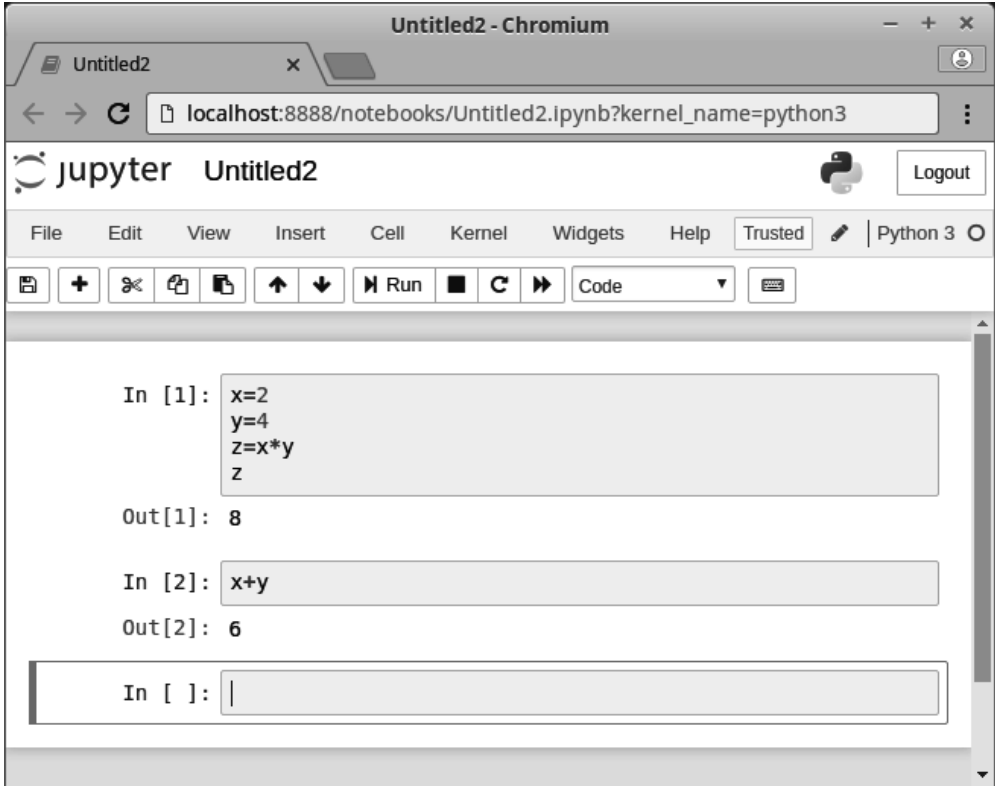 Untitled2 - Chromium
Untitled2
localhost:8888/notebooks/Untitled2.ipynb?kernel_name=python3
jupyter Untitled2 Logout
File Edit View Insert Cell Kernel Widgets Help Trusted Python 3
Run Code
In [1]: x=2
y=4
z=x*y
z
Out[1]: 8
In [2]: x+y
Out[2]: 6
In [ ]: